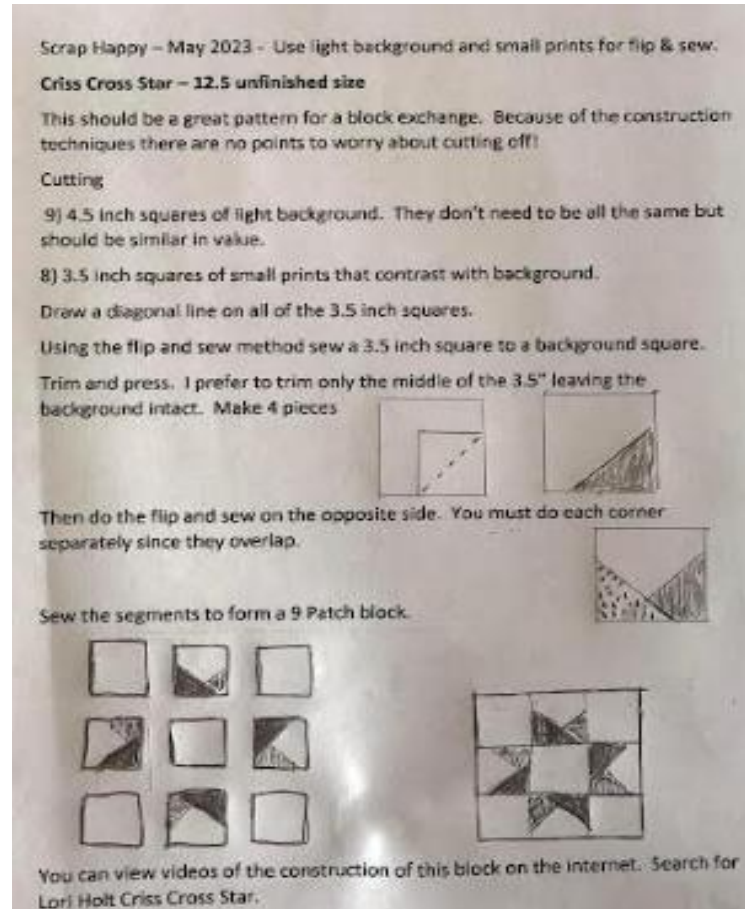 Scrap Happy – May 2023 - Use light background and small prints for flip & sew.
Criss Cross Star – 12.5 unfinished size
This should be a great pattern for a block exchange. Because of the construction
techniques there are no points to worry about cutting off!
Cutting
9) 4.5 inch squares of light background. They don't need to be all the same but
should be similar in value.
8) 3.5 inch squares of small prints that contrast with background.
Draw a diagonal line on all of the 3.5 inch squares.
Using the flip and sew method sew a 3.5 inch square to a background square.
Trim and press. I prefer to trim only the middle of the 3.5" leaving the
background intact. Make 4 pieces
Then do the flip and sew on the opposite side. You must do each corner
separately since they overlap.
Sew the segments to form a 9 Patch block.
You can view videos of the construction of this block on the internet. Search for
Lori Holt Criss Cross Star.